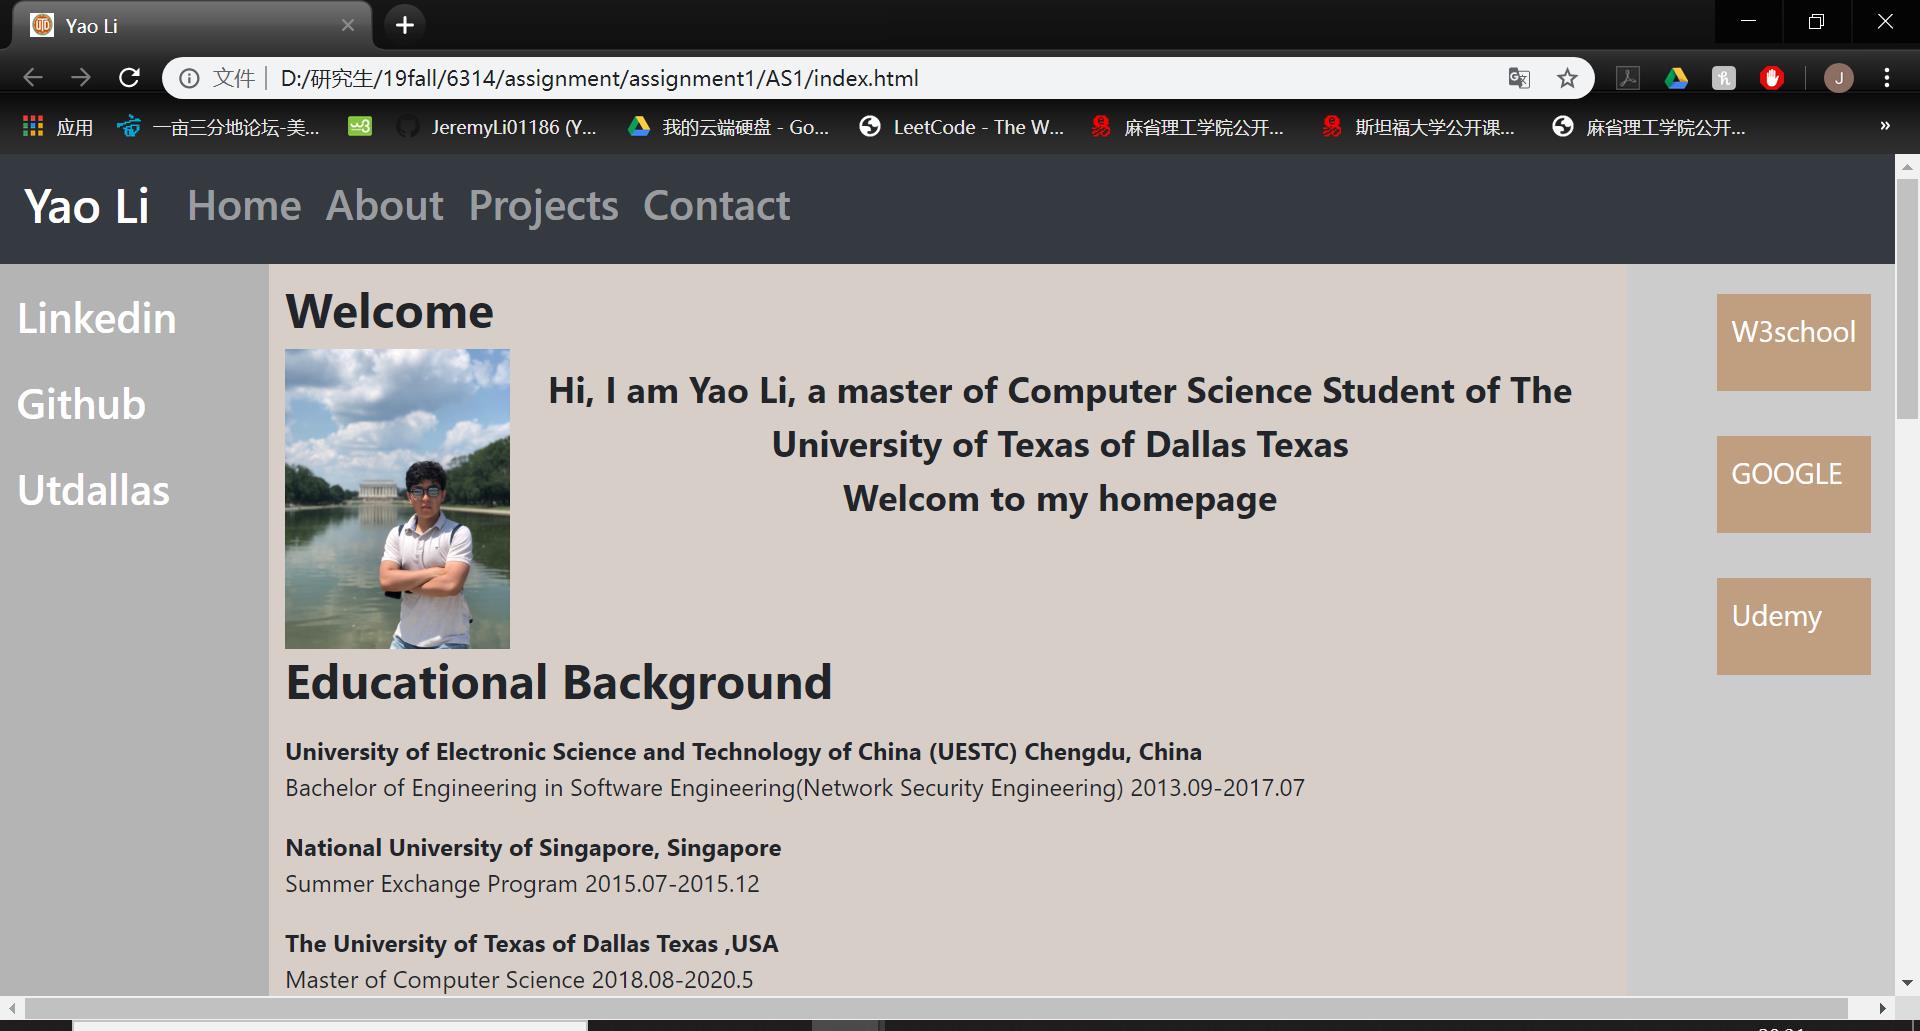 Yao Li
文件 D:/研究生/19fall/6314/assignment/assignment1/AS1/index.html
J
应用 一亩三分地论坛-美... w3 JeremyLi01186 (Y... 我的云端硬盘 - Go... LeetCode - The W... 麻省理工学院公开... 斯坦福大学公开课... 麻省理工学院公开... »
Yao Li Home About Projects Contact
Linkedin
Github
Utdallas
Welcome
Hi, I am Yao Li, a master of Computer Science Student of The
University of Texas of Dallas Texas
Welcom to my homepage
Educational Background
University of Electronic Science and Technology of China (UESTC) Chengdu, China
Bachelor of Engineering in Software Engineering(Network Security Engineering) 2013.09-2017.07
National University of Singapore, Singapore
Summer Exchange Program 2015.07-2015.12
The University of Texas of Dallas Texas ,USA
Master of Computer Science 2018.08-2020.5
W3school
GOOGLE
Udemy